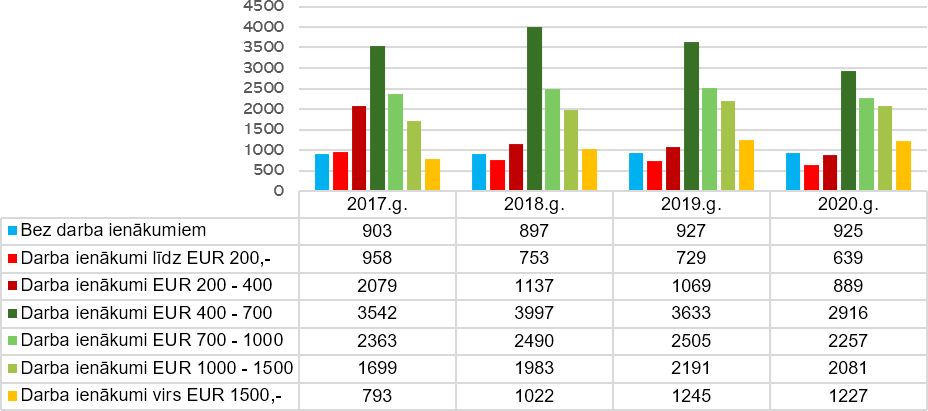 4500
4000
3500
3000
2500
2000
1500
1000
500
0
2017.g. 2018.g. 2019.g. 2020.g.
Bez darba ienākumiem 903 897 927 925
Darba ienākumi līdz EUR 200,- 958 753 729 639
Darba ienākumi EUR 200 - 400 2079 1137 1069 889
Darba ienākumi EUR 400 - 700 3542 3997 3633 2916
Darba ienākumi EUR 700 - 1000 2363 2490 2505 2257
Darba ienākumi EUR 1000 - 1500 1699 1983 2191 2081
Darba ienākumi virs EUR 1500,- 793 1022 1245 1227